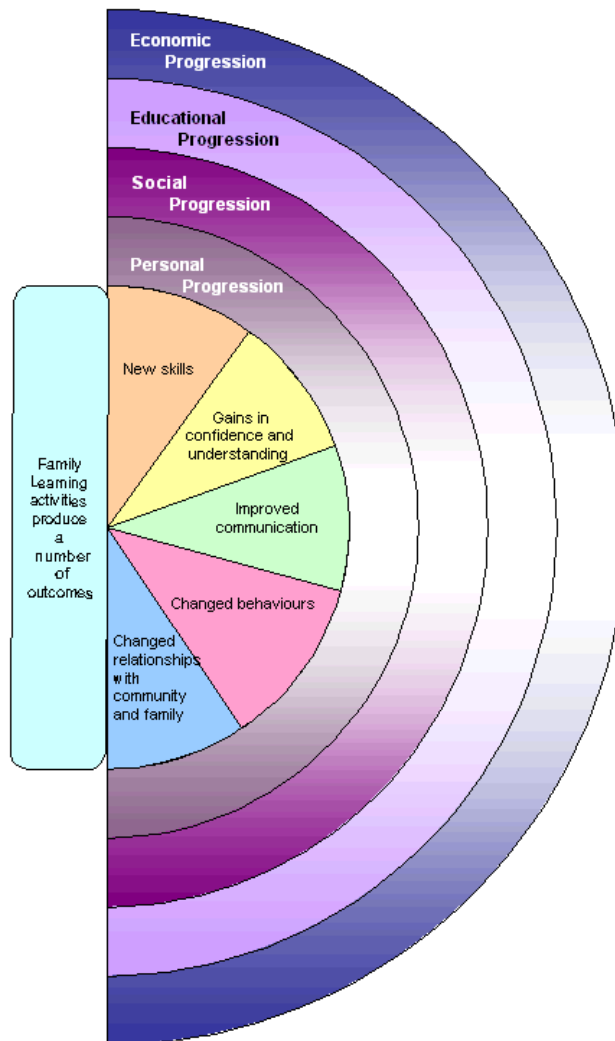 Economic
Progression
Educational
Progression
Social
Progression
Personal
Progression
New skills
Gains in
confidence and
understanding
Improved
communication
Changed behaviours
Changed
relationships
with
community
and family
Family
Learning
activities
produce
a
number
of
outcomes